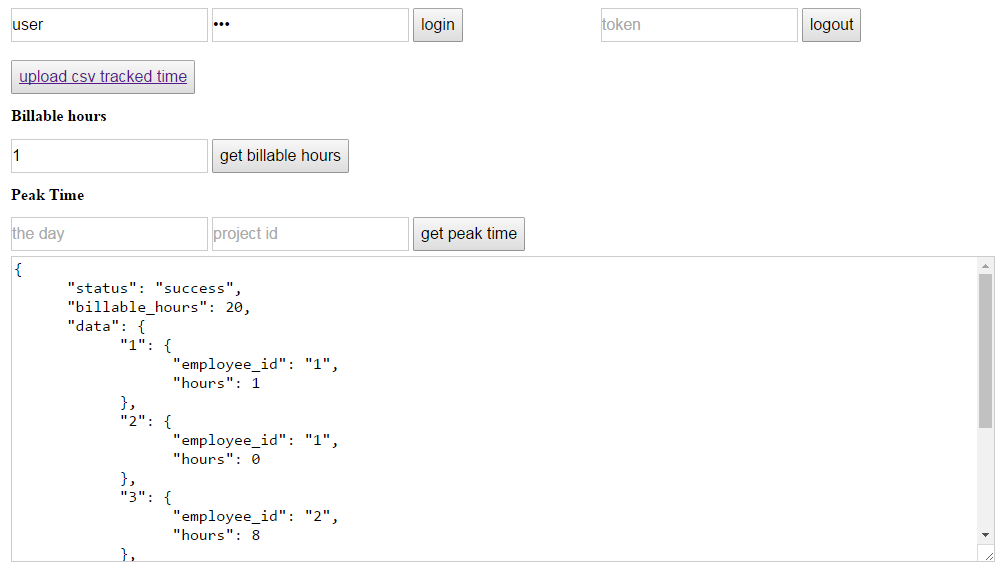 user ••• login token logout
upload csv tracked time
Billable hours
1 get billable hours
Peak Time
the day project id get peak time
{
"status": "success",
"billable_hours": 20,
"data": {
"1": {
"employee_id": "1",
"hours": 1
},
"2": {
"employee_id": "1",
"hours": 0
},
"3": {
"employee_id": "2",
"hours": 8
},